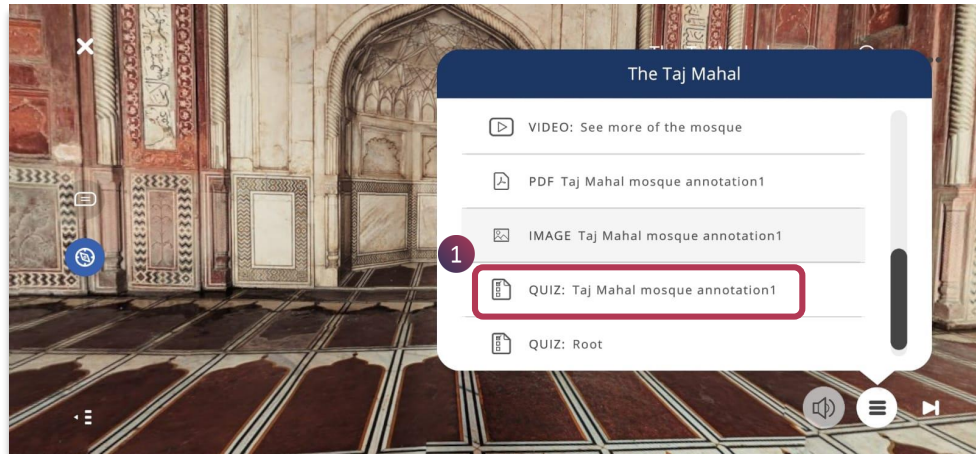 The Taj Mahal
VIDEO: See more of the mosque
PDF Taj Mahal mosque annotation1
IMAGE Taj Mahal mosque annotation1
1
QUIZ: Taj Mahal mosque annotation1
QUIZ: Root